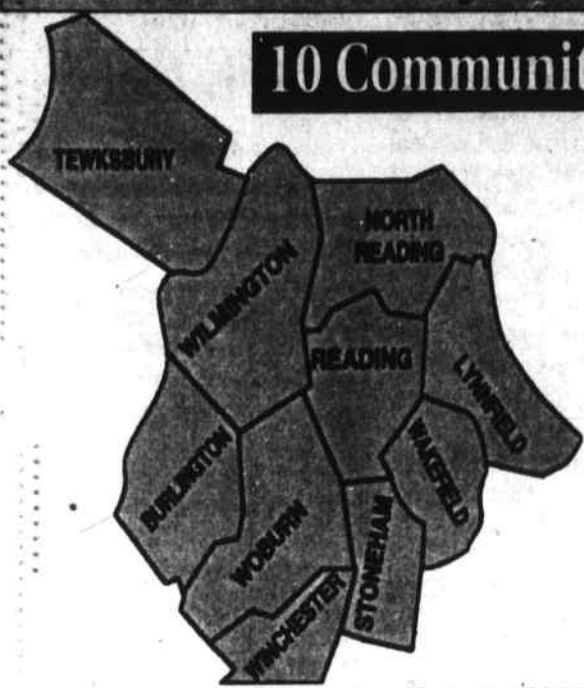 10 Communit
TEWKSBURY
NORTH
READING
WILMINGTON
READING
LYNNFIELD
BURLINGTON
WAKEFIELD
WOBURN
STONEHAM
WINCHESTER